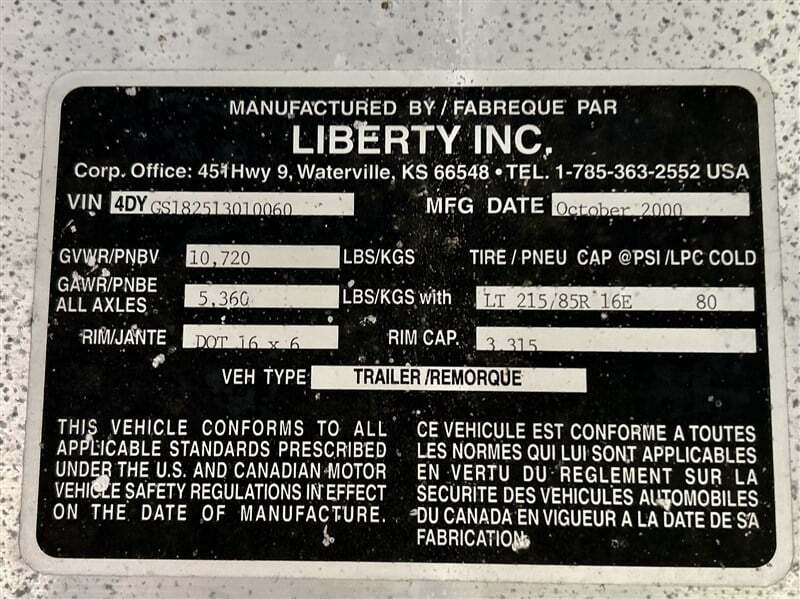 MANUFACTURED BY / FABREQUE PAR
LIBERTY INC.
Corp. Office: 451 Hwy 9, Waterville, KS 66548 • TEL. 1-785-363-2552 USA
VIN 4DYGS182513010060 MFG DATE October 2000
GVWR/PNBV 10,720 LBS/KGS TIRE / PNEU CAP @PSI /LPC COLD
GAWR/PNBE
ALL AXLES 5,360 LBS/KGS with LT 215/85R 16E 80
RIM/JANTE DOT 16 x 6 RIM CAP. 3,315
VEH TYPE TRAILER/REMORQUE
THIS VEHICLE CONFORMS TO ALL
APPLICABLE STANDARDS PRESCRIBED
UNDER THE U.S. AND CANADIAN MOTOR
VEHICLE SAFETY REGULATIONS IN EFFECT
ON THE DATE OF MANUFACTURE.
CE VEHICULE EST CONFORME A TOUTES
LES NORMES QUI LUI SONT APPLICABLES
EN VERTU DU REGLEMENT SUR LA
SECURITE DES VEHICULES AUTOMOBILES
DU CANADA EN VIGUEUR A LA DATE DE SA
FABRICATION.